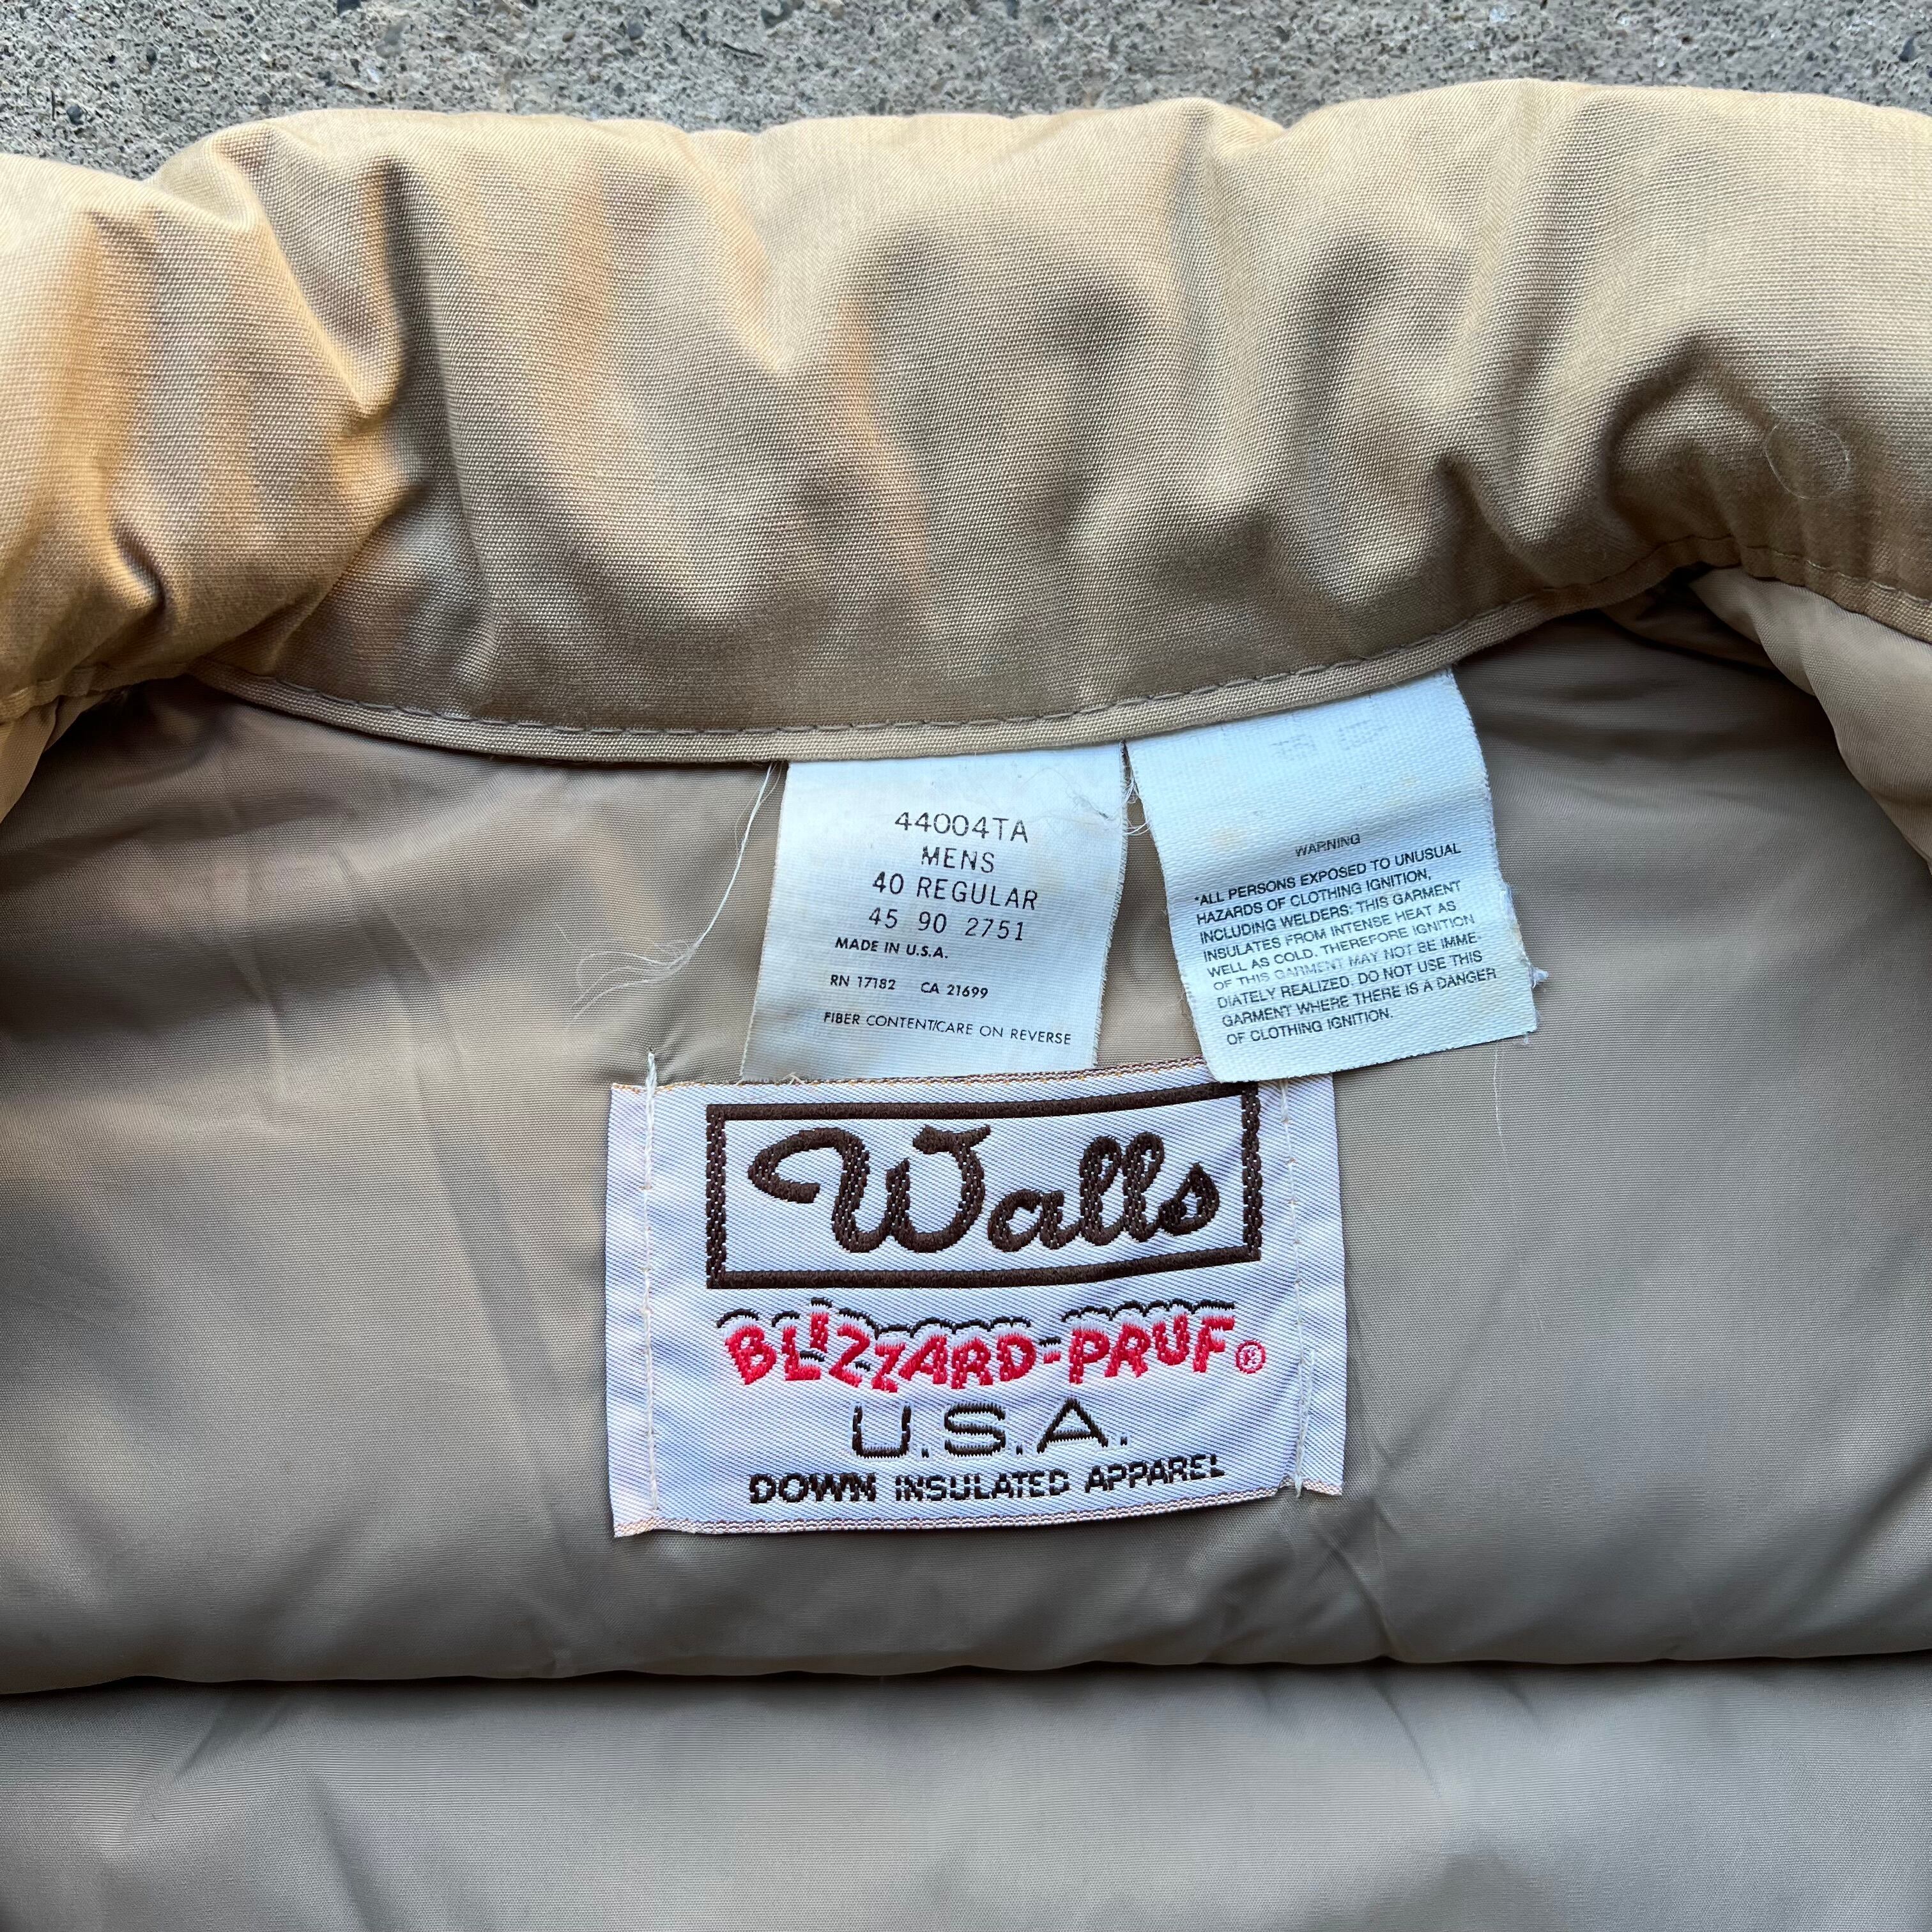 44004TA
MENS
40 REGULAR
45 90 2751
MADE IN U.S.A.
RN 17182 CA 21699
FIBER CONTENT/CARE ON REVERSE
WARNING
*ALL PERSONS EXPOSED TO UNUSUAL
HAZARDS OF CLOTHING IGNITION,
INCLUDING WELDERS: THIS GARMENT
INSULATES FROM INTENSE HEAT AS
WELL AS COLD. THEREFORE IGNITION
OF THIS GARMENT MAY NOT BE IMME-
DIATELY REALIZED. DO NOT USE THIS
GARMENT WHERE THERE IS A DANGER
OF CLOTHING IGNITION.
Walls
BLIZZARD-PRUF®
U.S.A.
DOWN INSULATED APPAREL